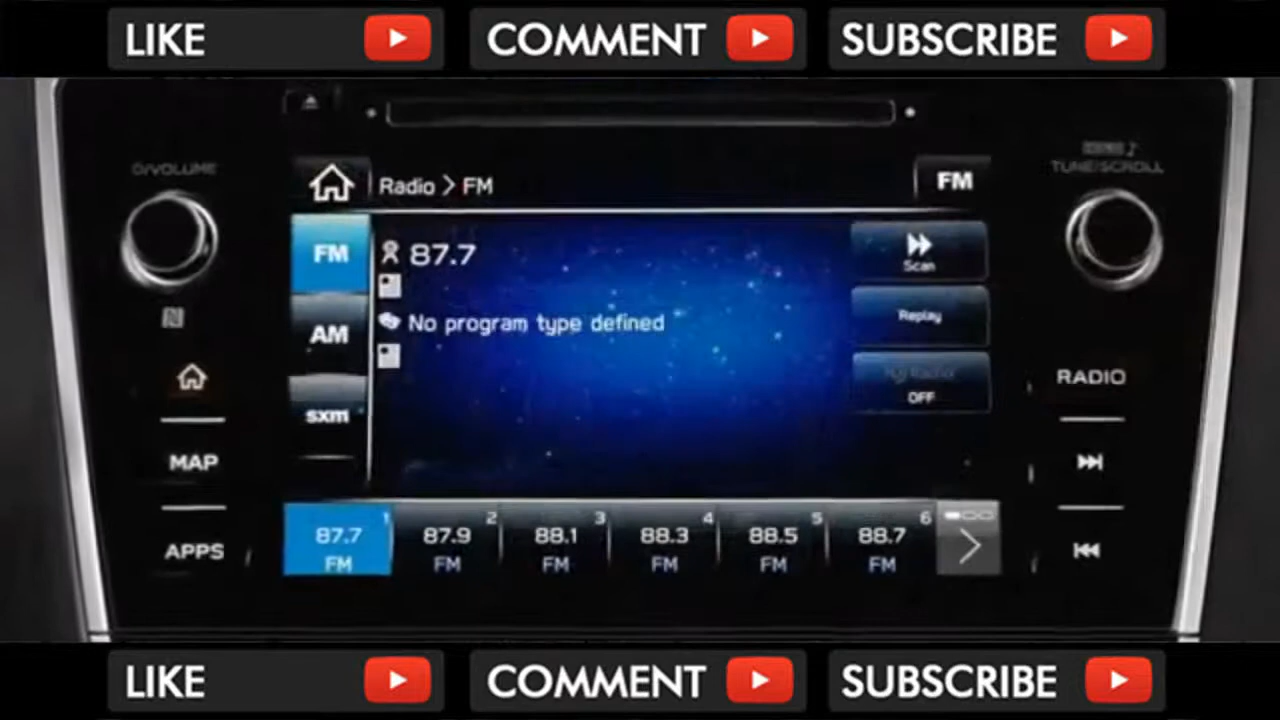 LIKE COMMENT SUBSCRIBE
VOLUME
TUNE/SCROLL
Radio > FM
FM
FM
87.7
Scan
No program type defined
Replay
AM
OFF
sxm
RADIO
MAP
APPS
1 2 3 4 5 6
87.7 87.9 88.1 88.3 88.5 88.7
FM FM FM FM FM FM
LIKE COMMENT SUBSCRIBE